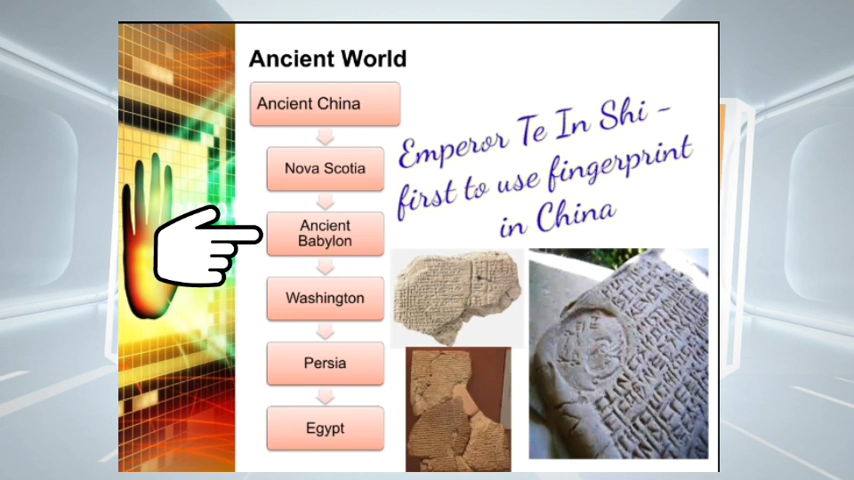 Ancient World
Ancient China
Nova Scotia
Ancient
Babylon
Washington
Persia
Egypt
Emperor Te In Shi -
first to use fingerprint
in China